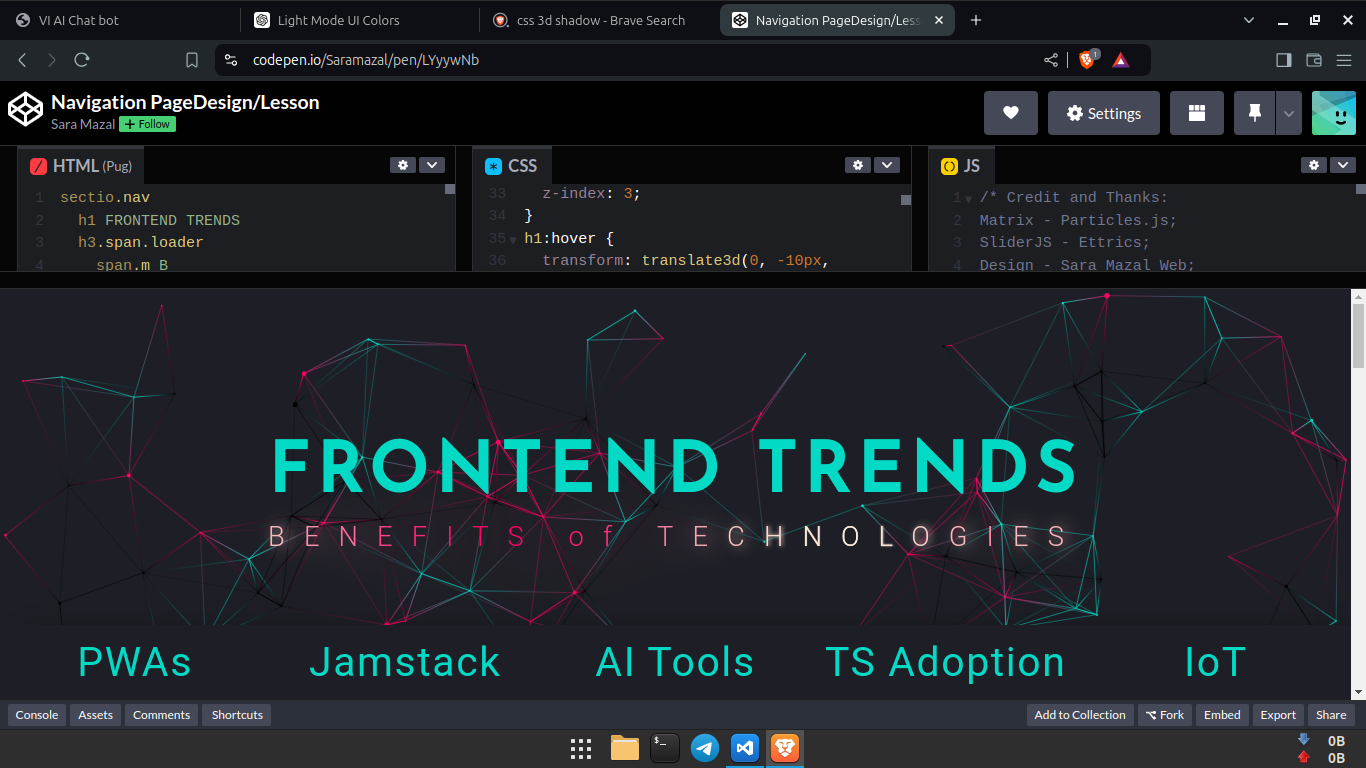 VI AI Chat bot
Light Mode UI Colors
css 3d shadow - Brave Search
Navigation PageDesign/Less
codepen.io/Saramazal/pen/LYyywNb
1
Navigation PageDesign/Lesson
Sara Mazal + Follow
Settings
HTML (Pug)
1 sectio.nav
2 h1 FRONTEND TRENDS
3 h3.span.loader
4 span.m B
CSS
33 z-index: 3;
34 }
35 h1:hover {
36 transform: translate3d(0, -10px,
JS
1 /* Credit and Thanks:
2 Matrix - Particles.js;
3 SliderJS - Ettrics;
4 Design - Sara Mazal Web;
FRONTEND TRENDS
BENEFITS of TECHNOLOGIES
PWAs Jamstack AI Tools TS Adoption IoT
Console Assets Comments Shortcuts Add to Collection Fork Embed Export Share
$_
0B
0B